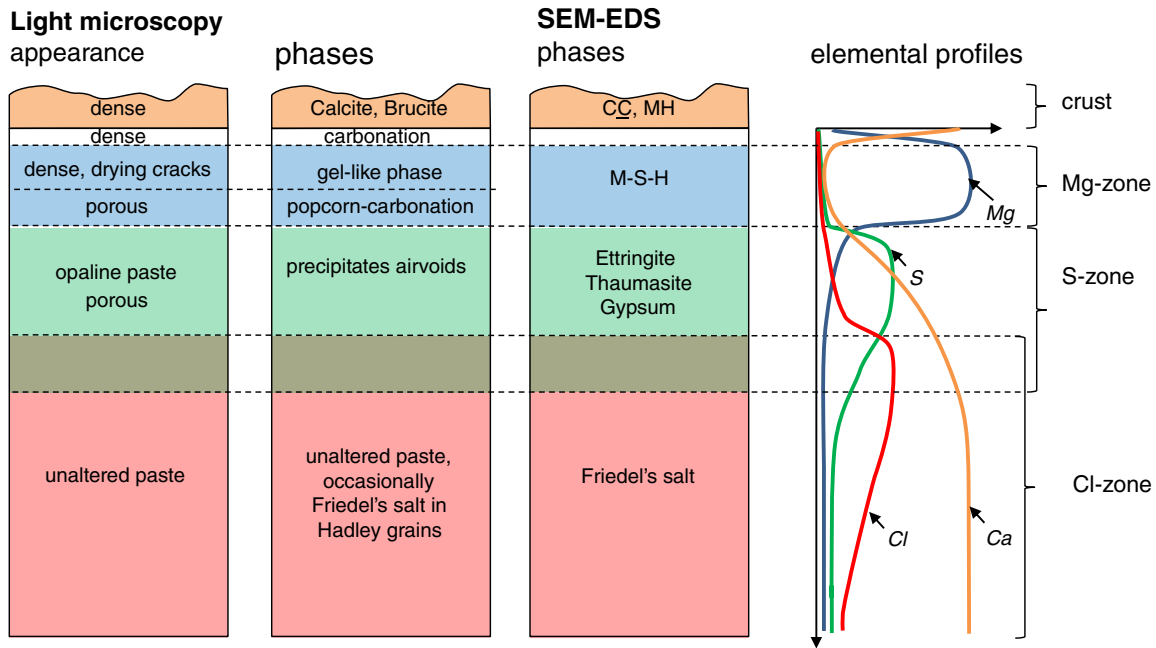 Light microscopy
appearance
phases
SEM-EDS
phases
elemental profiles
dense
Calcite, Brucite
CC̲, MH
crust
dense
carbonation
dense, drying cracks
gel-like phase
M-S-H
Mg-zone
porous
popcorn-carbonation
Mg
opaline paste
porous
precipitates airvoids
Ettringite
Thaumasite
Gypsum
S
S-zone
unaltered paste
unaltered paste,
occasionally
Friedel's salt in
Hadley grains
Friedel's salt
Cl
Ca
Cl-zone